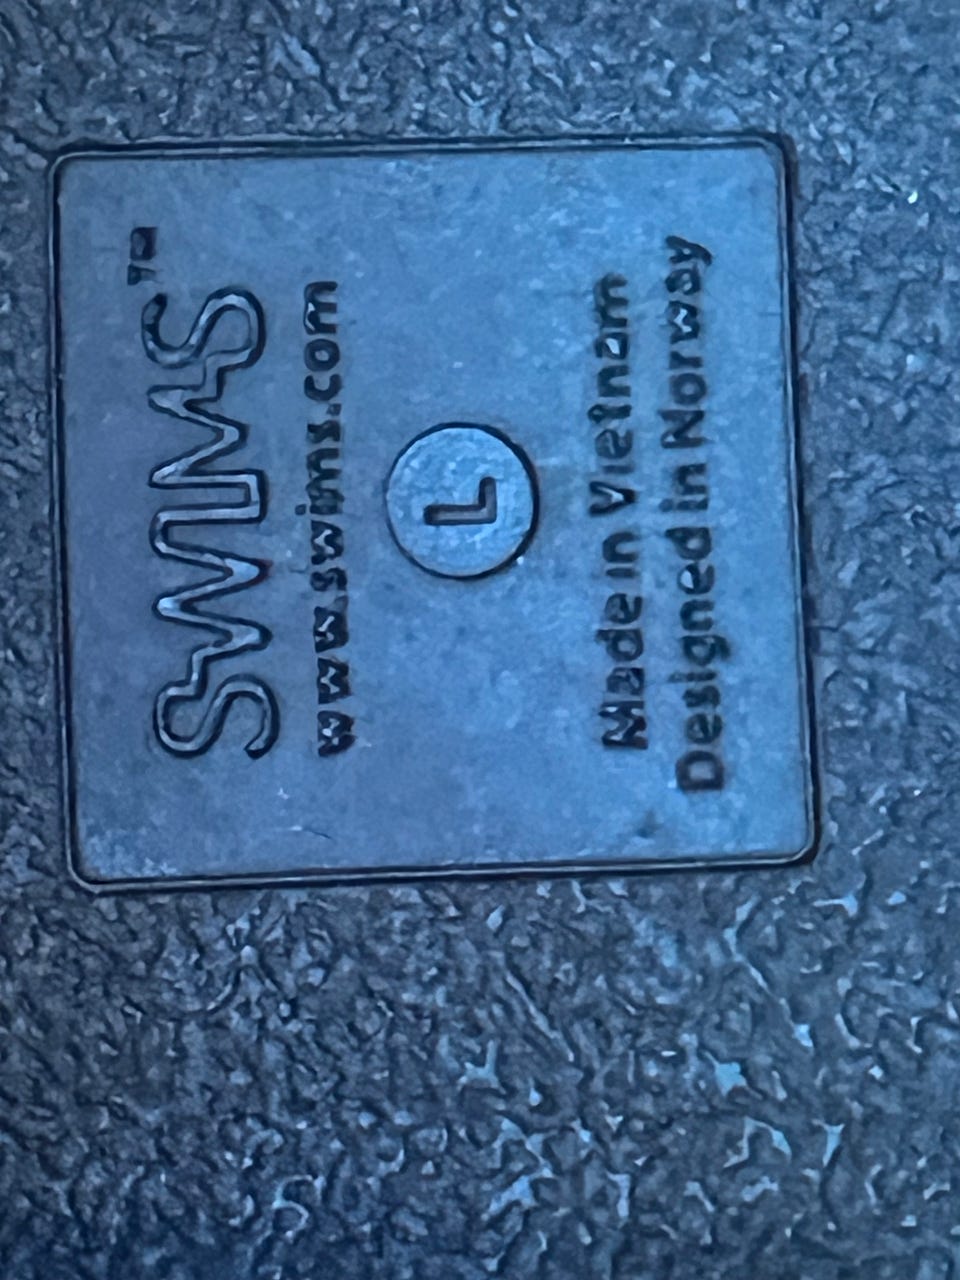 SWIMS™
www.swims.com
L
Made in Vietnam
Designed in Norway